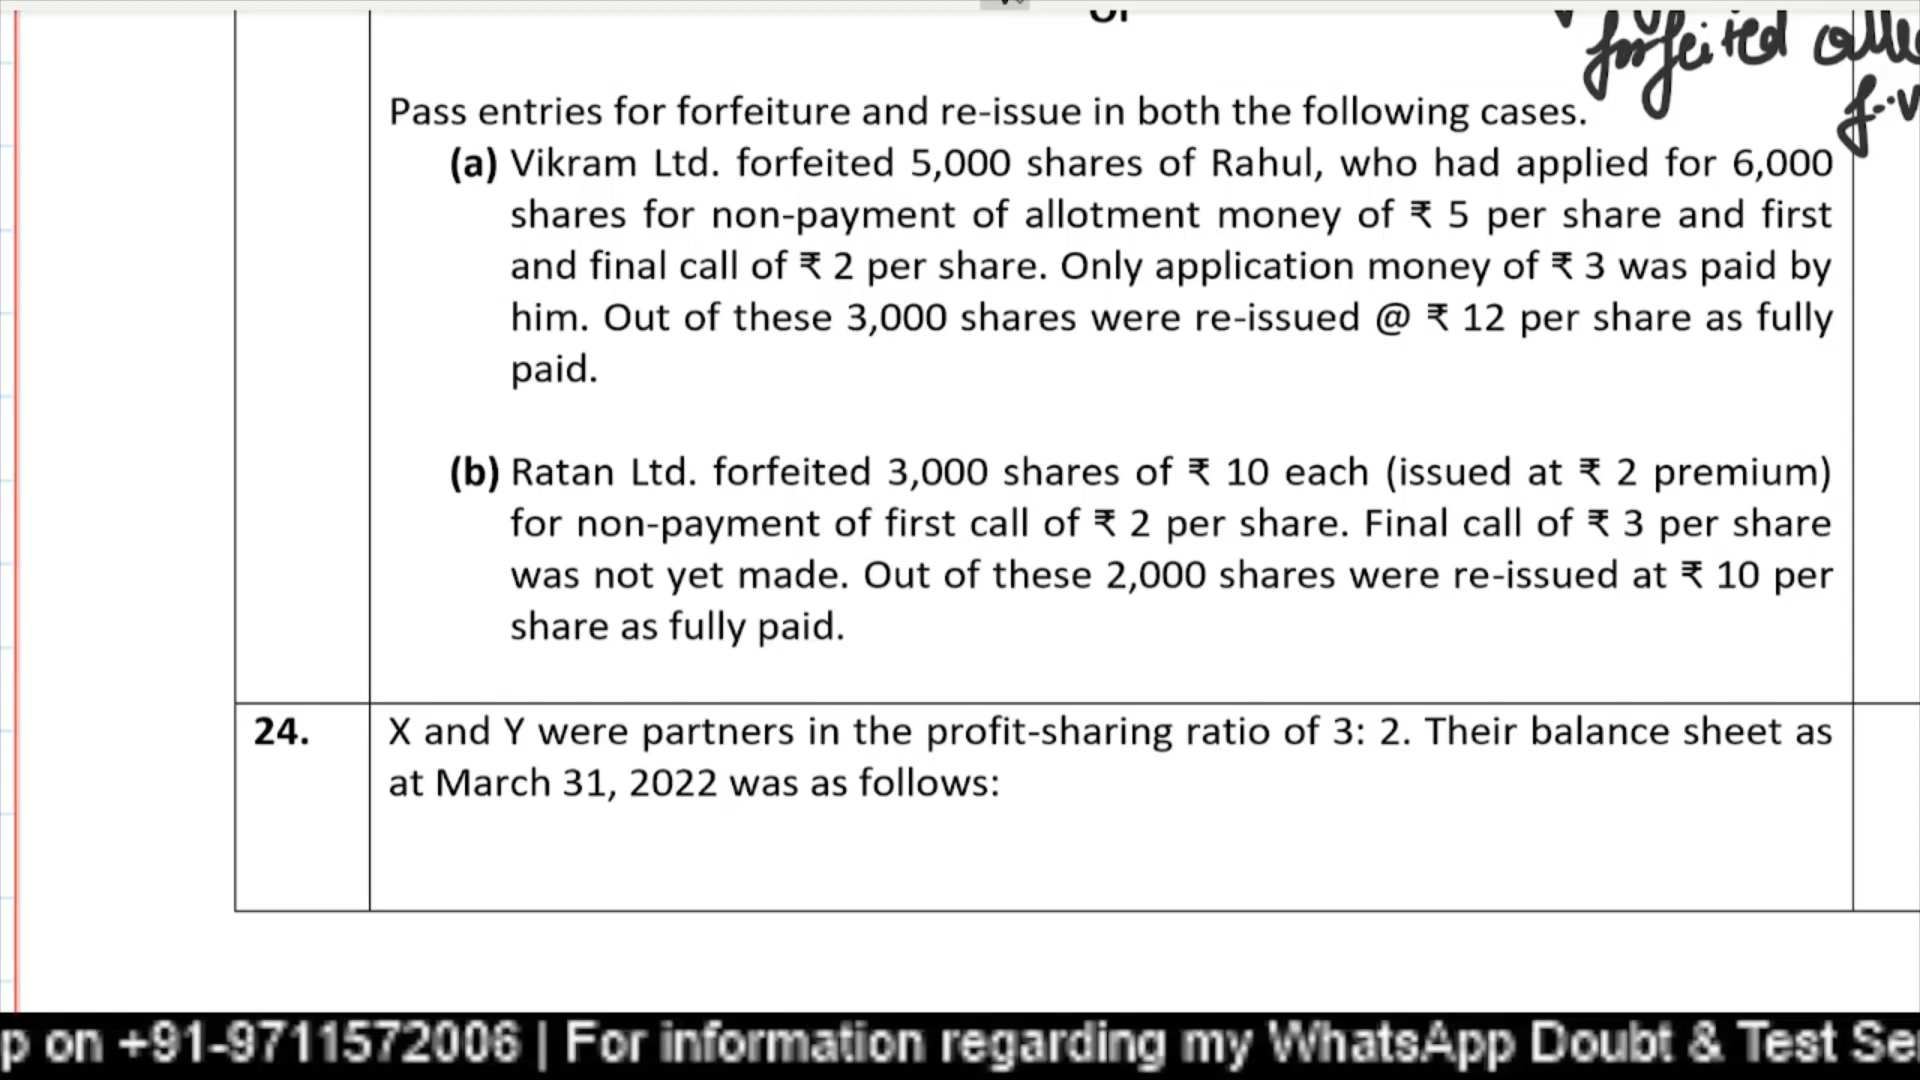 or
forfeited
Pass entries for forfeiture and re-issue in both the following cases.
(a) Vikram Ltd. forfeited 5,000 shares of Rahul, who had applied for 6,000
shares for non-payment of allotment money of ₹ 5 per share and first
and final call of ₹ 2 per share. Only application money of ₹ 3 was paid by
him. Out of these 3,000 shares were re-issued @ ₹ 12 per share as fully
paid.
(b) Ratan Ltd. forfeited 3,000 shares of ₹ 10 each (issued at ₹ 2 premium)
for non-payment of first call of ₹ 2 per share. Final call of ₹ 3 per share
was not yet made. Out of these 2,000 shares were re-issued at ₹ 10 per
share as fully paid.
24. X and Y were partners in the profit-sharing ratio of 3: 2. Their balance sheet as
at March 31, 2022 was as follows:
p on +91-9711572006 | For information regarding my WhatsApp Doubt & Test Se